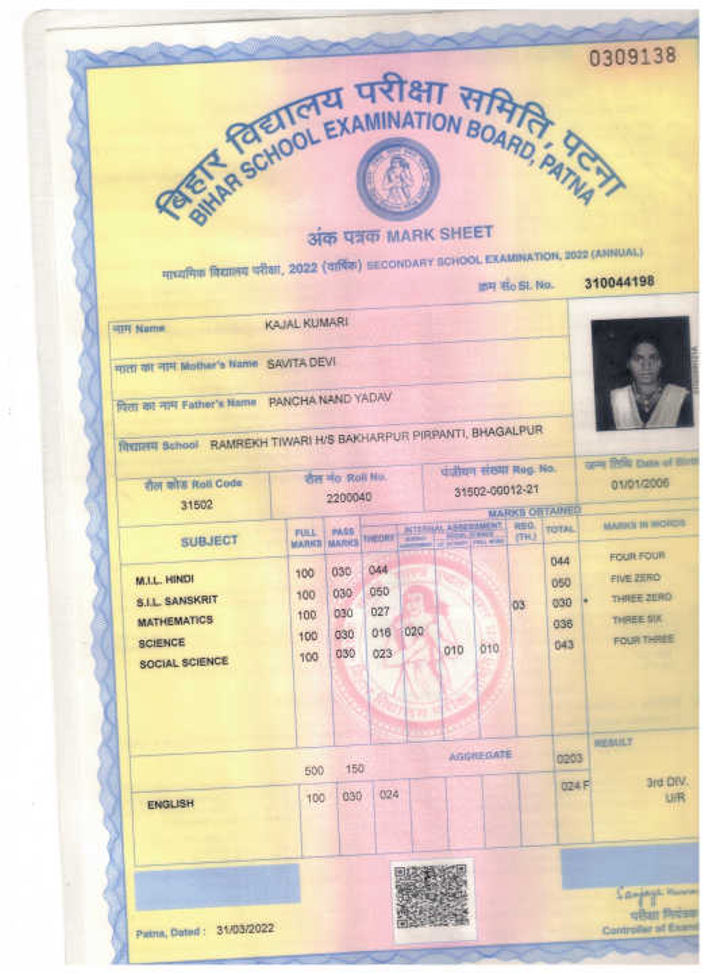 0309138
बिहार विद्यालय परीक्षा समिति, पटना
BIHAR SCHOOL EXAMINATION BOARD, PATNA
अंक पत्रक MARK SHEET
माध्यमिक विद्यालय परीक्षा, 2022 (वार्षिक) SECONDARY SCHOOL EXAMINATION, 2022 (ANNUAL)
क्रम सं० Sl. No. 310044198
नाम Name KAJAL KUMARI
माता का नाम Mother's Name SAVITA DEVI
पिता का नाम Father's Name PANCHA NAND YADAV
विद्यालय School RAMREKH TIWARI H/S BAKHARPUR PIRPANTI, BHAGALPUR
रौल कोड Roll Code रौल नं० Roll No. पंजीयन संख्या Reg. No. जन्म तिथि Date of Birth
31502 2200040 31502-00012-21 01/01/2006
MARKS OBTAINED
SUBJECT FULL MARKS PASS MARKS THEORY INTERNAL ASSESSMENT REG. (TH.) TOTAL MARKS IN WORDS
M.I.L. HINDI 100 030 044 044 FOUR FOUR
S.I.L. SANSKRIT 100 030 050 050 FIVE ZERO
MATHEMATICS 100 030 027 03 030 * THREE ZERO
SCIENCE 100 030 016 020 036 THREE SIX
SOCIAL SCIENCE 100 030 023 010 010 043 FOUR THREE
500 150 AGGREGATE 0203 RESULT
ENGLISH 100 030 024 024 F 3rd DIV.
U/R
Patna, Dated : 31/03/2022
परीक्षा नियंत्रक
Controller of Exam